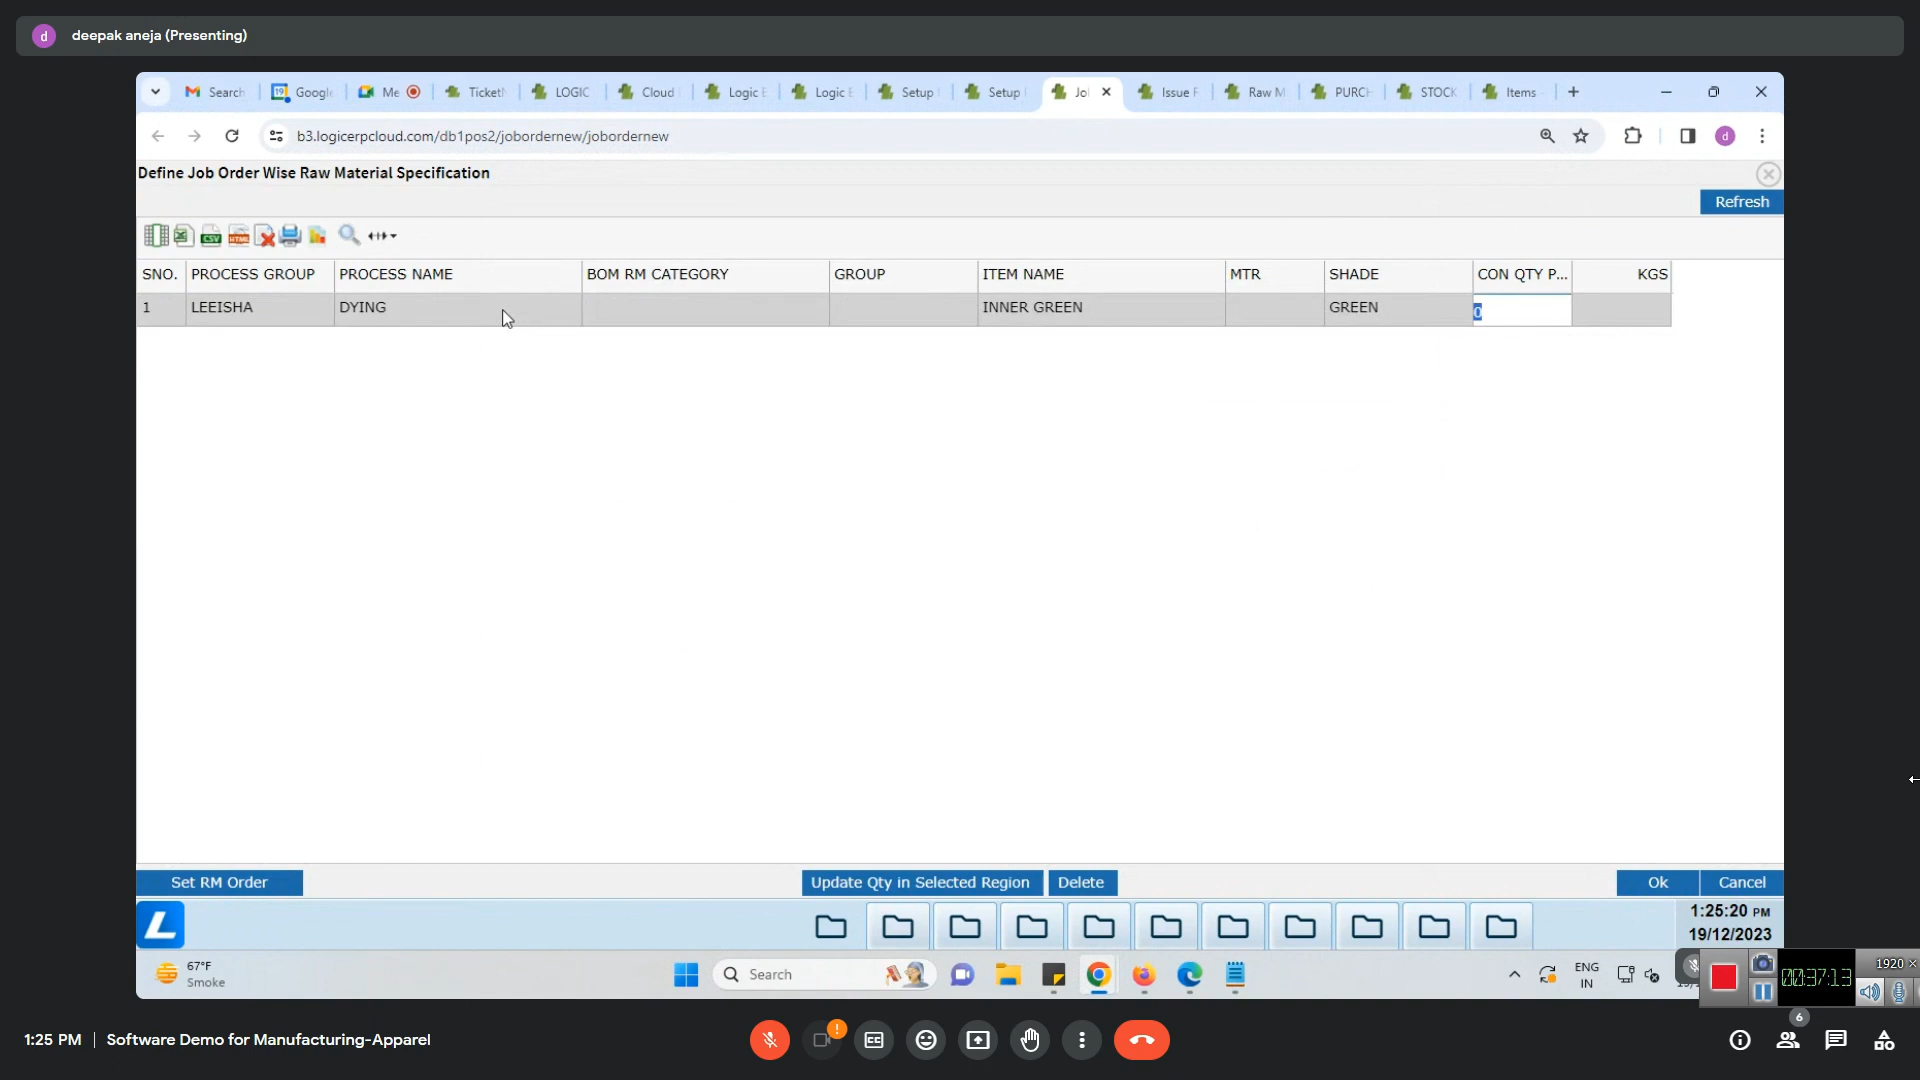 d deepak aneja (Presenting)
Search Google Me Ticket LOGIC Cloud Logic E Logic E Setup Setup Jo Issue F Raw M PURCH STOCK Items
b3.logicerpcloud.com/db1pos2/jobordernew/jobordernew d
Define Job Order Wise Raw Material Specification
Refresh
SNO. PROCESS GROUP PROCESS NAME BOM RM CATEGORY GROUP ITEM NAME MTR SHADE CON QTY P... KGS
1 LEEISHA DYING INNER GREEN GREEN 0
Set RM Order Update Qty in Selected Region Delete Ok Cancel
1:25:20 PM
19/12/2023
67°F
Smoke
Search
ENG
IN
1920
00:37:13
6
1:25 PM | Software Demo for Manufacturing-Apparel